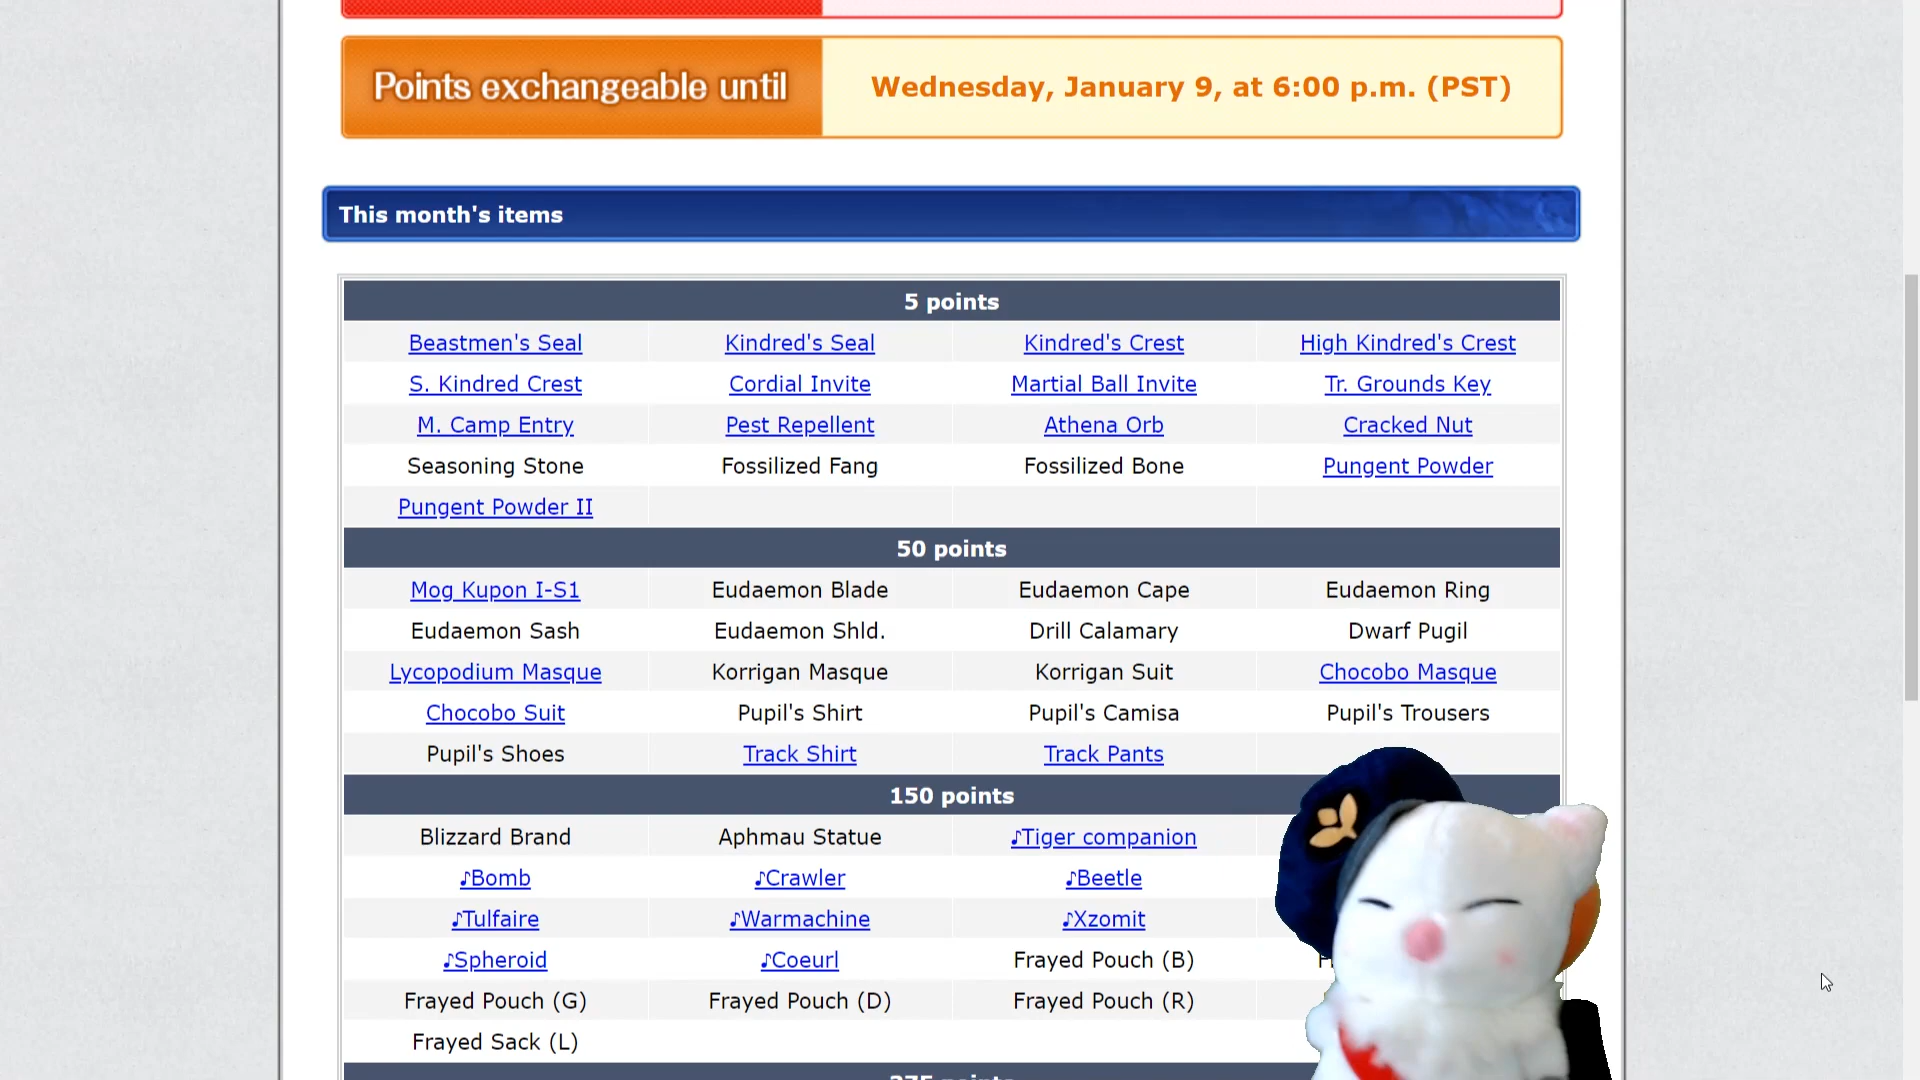 Points exchangeable until
Wednesday, January 9, at 6:00 p.m. (PST)
This month's items
5 points
Beastmen's Seal Kindred's Seal Kindred's Crest High Kindred's Crest
S. Kindred Crest Cordial Invite Martial Ball Invite Tr. Grounds Key
M. Camp Entry Pest Repellent Athena Orb Cracked Nut
Seasoning Stone Fossilized Fang Fossilized Bone Pungent Powder
Pungent Powder II
50 points
Mog Kupon I-S1 Eudaemon Blade Eudaemon Cape Eudaemon Ring
Eudaemon Sash Eudaemon Shld. Drill Calamary Dwarf Pugil
Lycopodium Masque Korrigan Masque Korrigan Suit Chocobo Masque
Chocobo Suit Pupil's Shirt Pupil's Camisa Pupil's Trousers
Pupil's Shoes Track Shirt Track Pants
150 points
Blizzard Brand Aphmau Statue ♪Tiger companion
♪Bomb ♪Crawler ♪Beetle
♪Tulfaire ♪Warmachine ♪Xzomit
♪Spheroid ♪Coeurl Frayed Pouch (B)
Frayed Pouch (G) Frayed Pouch (D) Frayed Pouch (R)
Frayed Sack (L)